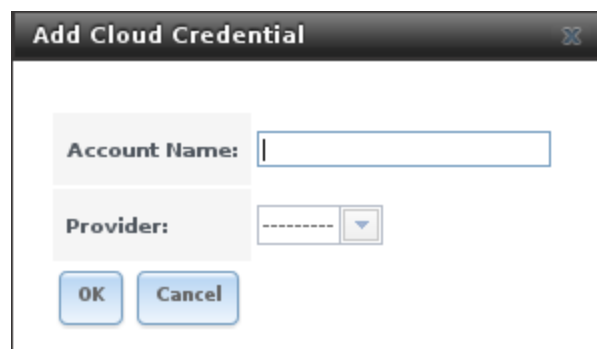 Add Cloud Credential
Account Name:
Provider: ---------
OK Cancel